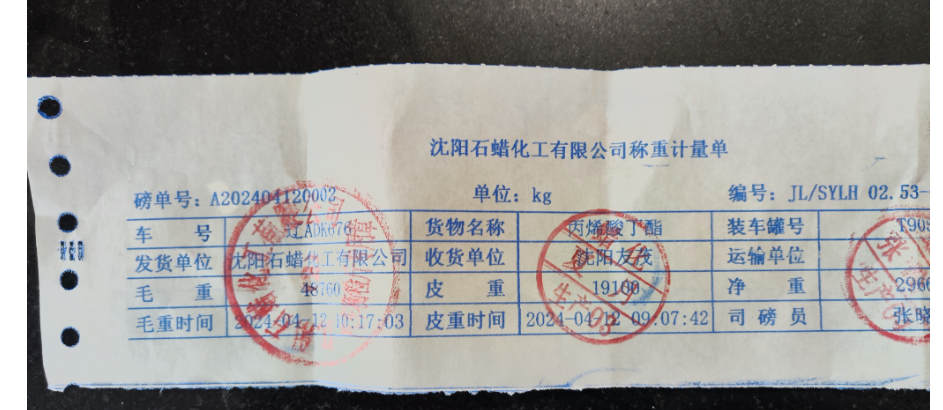 沈阳石蜡化工有限公司称重计量单
磅单号：A202404120002 单位：kg 编号：JL/SYLH 02.53-
车 号 辽ADK676 货物名称 丙烯酸丁酯 装车罐号 T909
发货单位 沈阳石蜡化工有限公司 收货单位 沈阳友茂 运输单位
毛 重 48760 皮 重 19100 净 重 2966
毛重时间 2024-04-12 10:17:03 皮重时间 2024-04-12 09:07:42 司磅员 张晓